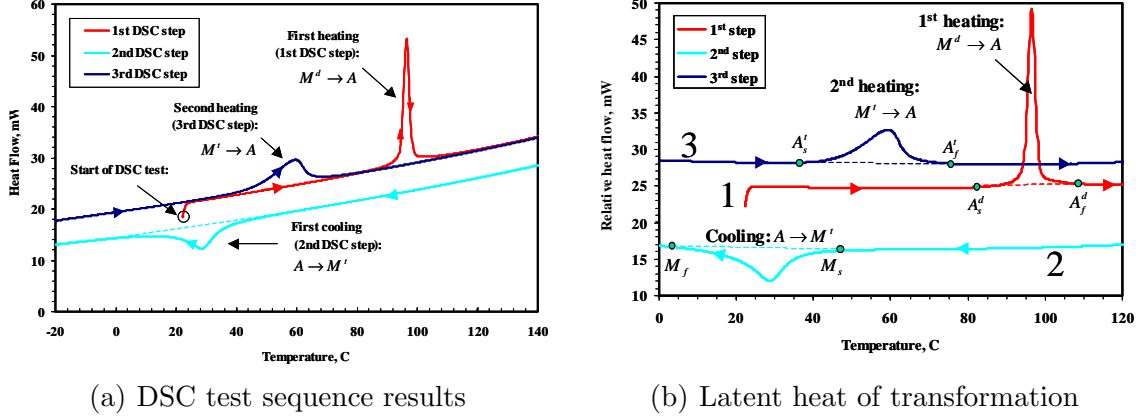 1st DSC step
2nd DSC step
3rd DSC step
First heating
(1st DSC step):
M^d → A
Second heating
(3rd DSC step):
M^t → A
Start of DSC test:
First cooling
(2nd DSC step):
A → M^t
Heat Flow, mW
60
50
40
30
20
10
0
-20 0 20 40 60 80 100 120 140
Temperature, C
(a) DSC test sequence results
1st step
2nd step
3rd step
1st heating:
M^d → A
2nd heating:
M^t → A
3
A_s^t
A_f^t
1
A_s^d
A_f^d
Cooling: A → M^t
M_f
M_s
2
Relative heat flow, mW
50
45
40
35
30
25
20
15
10
0 20 40 60 80 100 120
Temperature, C
(b) Latent heat of transformation